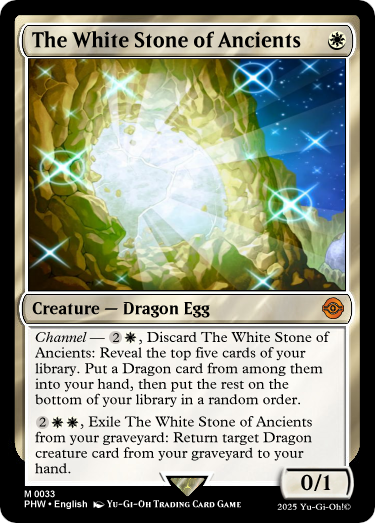 The White Stone of Ancients
Creature — Dragon Egg
Channel — 2, Discard The White Stone of
Ancients: Reveal the top five cards of your
library. Put a Dragon card from among them
into your hand, then put the rest on the
bottom of your library in a random order.
2, Exile The White Stone of Ancients
from your graveyard: Return target Dragon
creature card from your graveyard to your
hand.
0/1
M 0033
PHW • English Yu-Gi-Oh Trading Card Game
2025 Yu-Gi-Oh!©